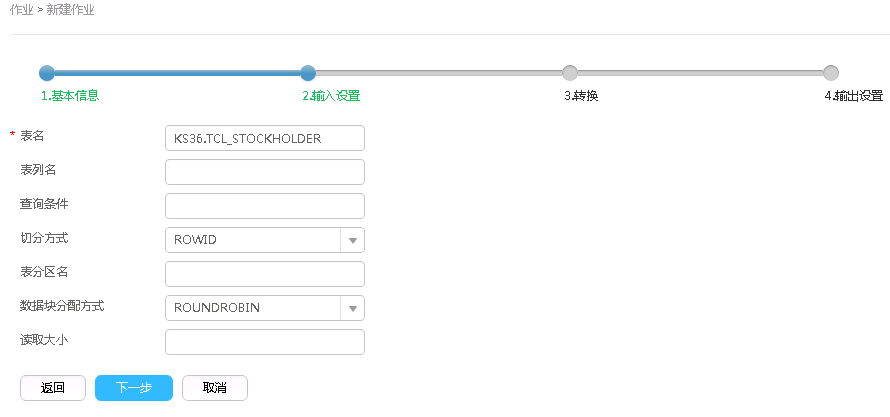 作业 > 新建作业
1.基本信息 2.输入设置 3.转换 4.输出设置
* 表名 KS36.TCL_STOCKHOLDER
表列名
查询条件
切分方式 ROWID
表分区名
数据块分配方式 ROUNDROBIN
读取大小
返回 下一步 取消